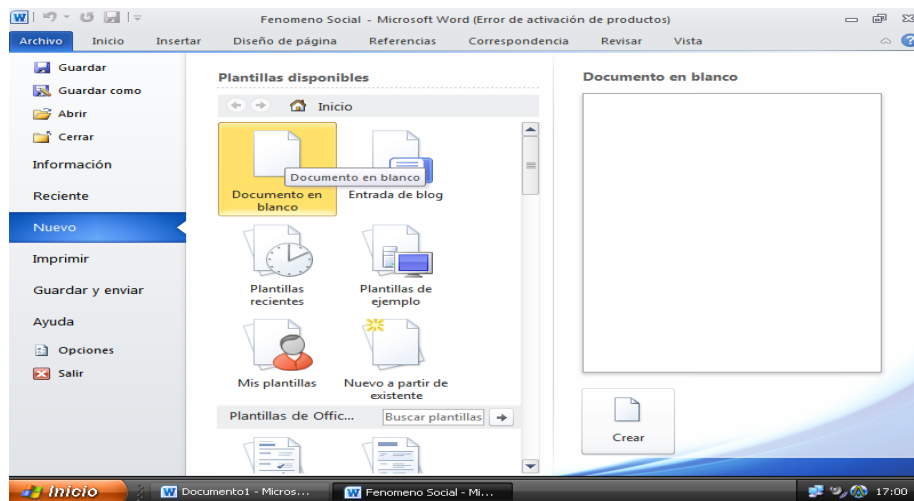 Fenomeno Social - Microsoft Word (Error de activación de productos)
Archivo Inicio Insertar Diseño de página Referencias Correspondencia Revisar Vista
Guardar
Guardar como
Abrir
Cerrar
Información
Reciente
Nuevo
Imprimir
Guardar y enviar
Ayuda
Opciones
Salir
Plantillas disponibles
Inicio
Documento en blanco
Documento en
blanco
Entrada de blog
Plantillas
recientes
Plantillas de
ejemplo
Mis plantillas
Nuevo a partir de
existente
Plantillas de Offic...
Buscar plantillas
Documento en blanco
Crear
Inicio
Documento1 - Micros...
Fenomeno Social - Mi...
17:00